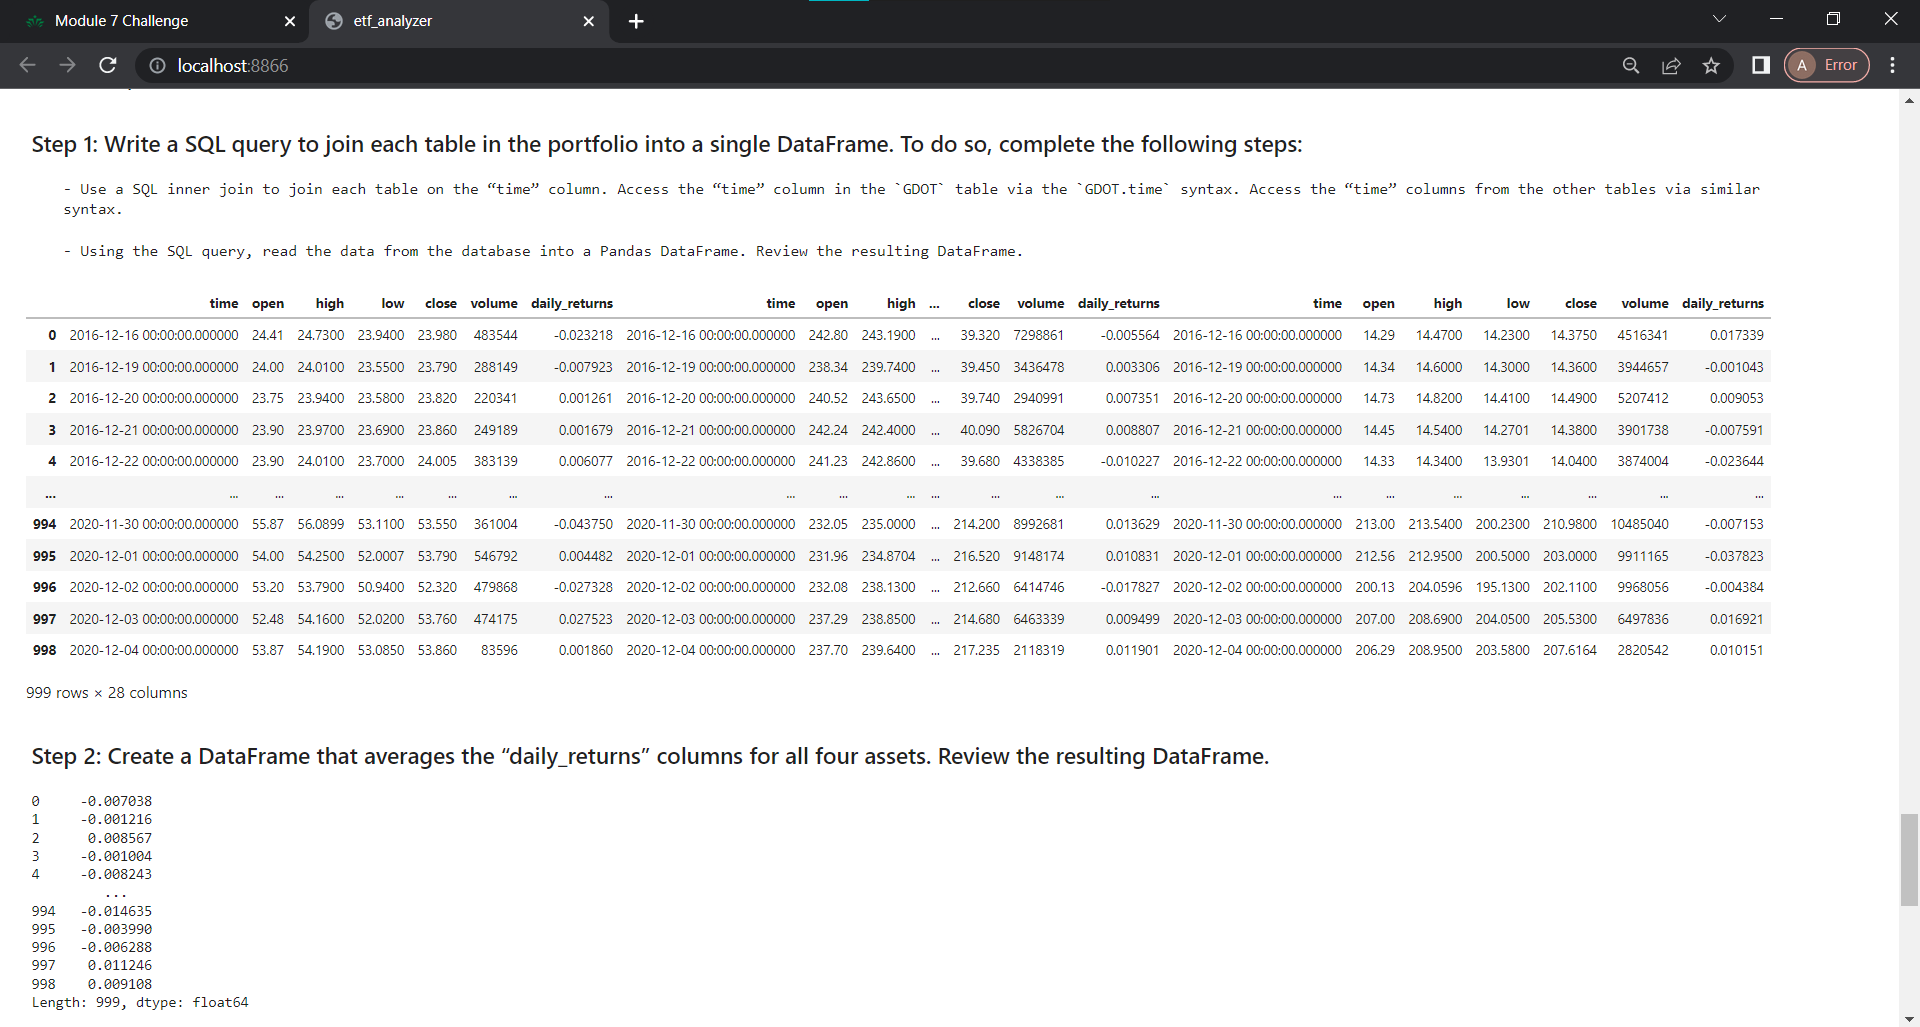 Module 7 Challenge
etf_analyzer
localhost:8866
A Error
Step 1: Write a SQL query to join each table in the portfolio into a single DataFrame. To do so, complete the following steps:
- Use a SQL inner join to join each table on the “time” column. Access the “time” column in the `GDOT` table via the `GDOT.time` syntax. Access the “time” columns from the other tables via similar
syntax.
- Using the SQL query, read the data from the database into a Pandas DataFrame. Review the resulting DataFrame.
time open high low close volume daily_returns time open high ... close volume daily_returns time open high low close volume daily_returns
0 2016-12-16 00:00:00.000000 24.41 24.7300 23.9400 23.980 483544 -0.023218 2016-12-16 00:00:00.000000 242.80 243.1900 ... 39.320 7298861 -0.005564 2016-12-16 00:00:00.000000 14.29 14.4700 14.2300 14.3750 4516341 0.017339
1 2016-12-19 00:00:00.000000 24.00 24.0100 23.5500 23.790 288149 -0.007923 2016-12-19 00:00:00.000000 238.34 239.7400 ... 39.450 3436478 0.003306 2016-12-19 00:00:00.000000 14.34 14.6000 14.3000 14.3600 3944657 -0.001043
2 2016-12-20 00:00:00.000000 23.75 23.9400 23.5800 23.820 220341 0.001261 2016-12-20 00:00:00.000000 240.52 243.6500 ... 39.740 2940991 0.007351 2016-12-20 00:00:00.000000 14.73 14.8200 14.4100 14.4900 5207412 0.009053
3 2016-12-21 00:00:00.000000 23.90 23.9700 23.6900 23.860 249189 0.001679 2016-12-21 00:00:00.000000 242.24 242.4000 ... 40.090 5826704 0.008807 2016-12-21 00:00:00.000000 14.45 14.5400 14.2701 14.3800 3901738 -0.007591
4 2016-12-22 00:00:00.000000 23.90 24.0100 23.7000 24.005 383139 0.006077 2016-12-22 00:00:00.000000 241.23 242.8600 ... 39.680 4338385 -0.010227 2016-12-22 00:00:00.000000 14.33 14.3400 13.9301 14.0400 3874004 -0.023644
... ... ... ... ... ... ... ... ... ... ... ... ... ... ... ... ... ... ... ... ... ...
994 2020-11-30 00:00:00.000000 55.87 56.0899 53.1100 53.550 361004 -0.043750 2020-11-30 00:00:00.000000 232.05 235.0000 ... 214.200 8992681 0.013629 2020-11-30 00:00:00.000000 213.00 213.5400 200.2300 210.9800 10485040 -0.007153
995 2020-12-01 00:00:00.000000 54.00 54.2500 52.0007 53.790 546792 0.004482 2020-12-01 00:00:00.000000 231.96 234.8704 ... 216.520 9148174 0.010831 2020-12-01 00:00:00.000000 212.56 212.9500 200.5000 203.0000 9911165 -0.037823
996 2020-12-02 00:00:00.000000 53.20 53.7900 50.9400 52.320 479868 -0.027328 2020-12-02 00:00:00.000000 232.08 238.1300 ... 212.660 6414746 -0.017827 2020-12-02 00:00:00.000000 200.13 204.0596 195.1300 202.1100 9968056 -0.004384
997 2020-12-03 00:00:00.000000 52.48 54.1600 52.0200 53.760 474175 0.027523 2020-12-03 00:00:00.000000 237.29 238.8500 ... 214.680 6463339 0.009499 2020-12-03 00:00:00.000000 207.00 208.6900 204.0500 205.5300 6497836 0.016921
998 2020-12-04 00:00:00.000000 53.87 54.1900 53.0850 53.860 83596 0.001860 2020-12-04 00:00:00.000000 237.70 239.6400 ... 217.235 2118319 0.011901 2020-12-04 00:00:00.000000 206.29 208.9500 203.5800 207.6164 2820542 0.010151
999 rows × 28 columns
Step 2: Create a DataFrame that averages the “daily_returns” columns for all four assets. Review the resulting DataFrame.
0 -0.007038
1 -0.001216
2 0.008567
3 -0.001004
4 -0.008243
...
994 -0.014635
995 -0.003990
996 -0.006288
997 0.011246
998 0.009108
Length: 999, dtype: float64